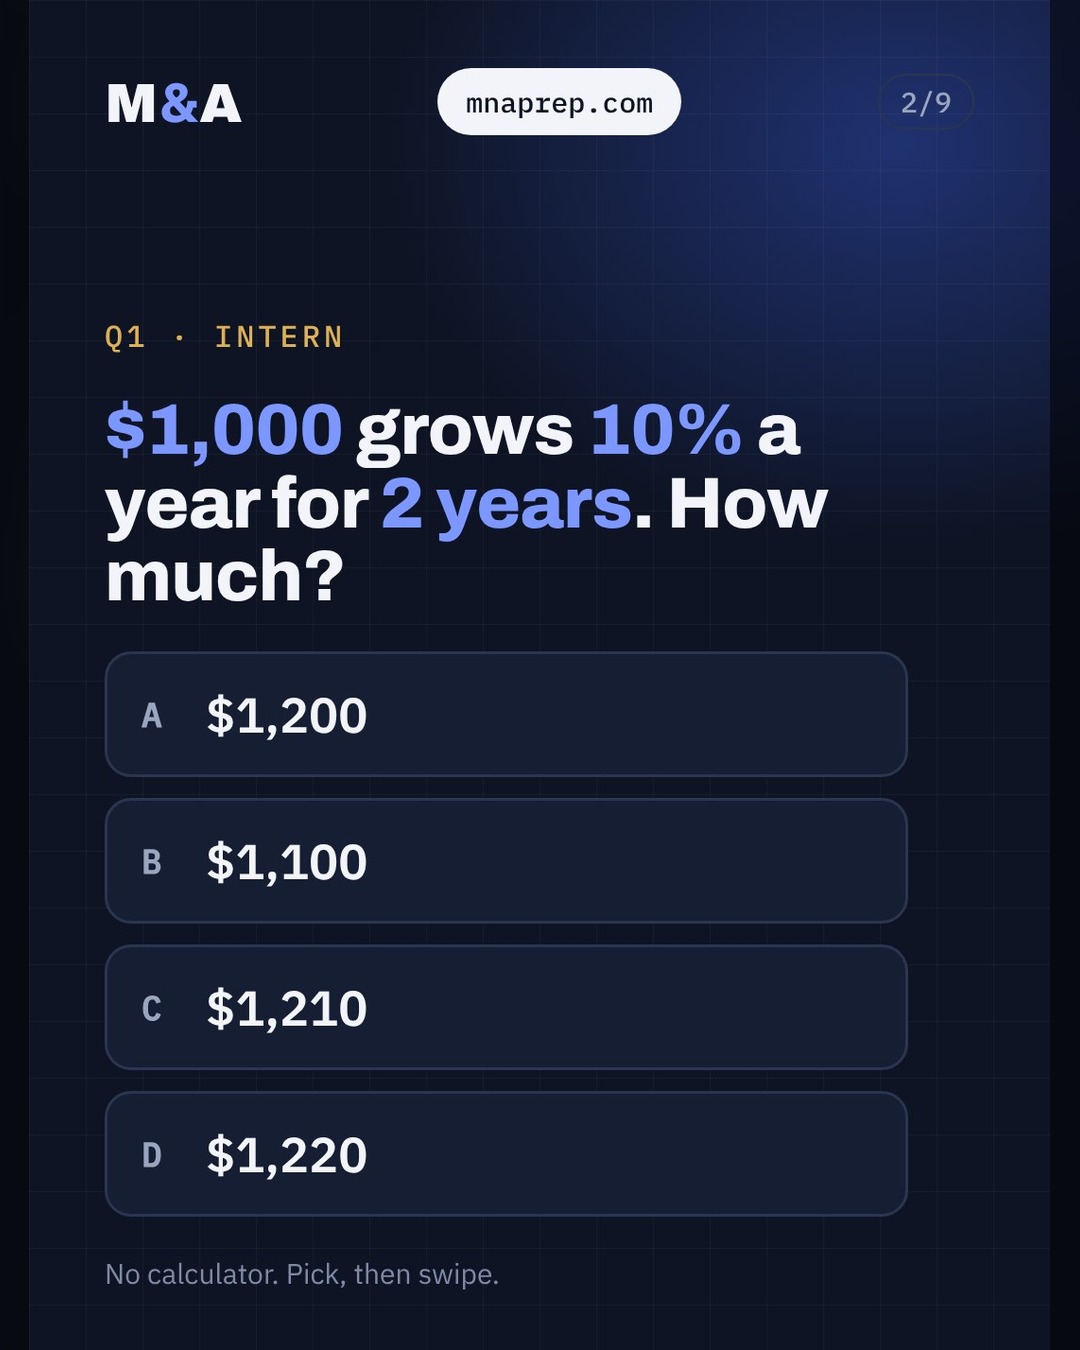 M&A
mnaprep.com
2/9
Q1 · INTERN
$1,000 grows 10% a
year for 2 years. How
much?
A $1,200
B $1,100
C $1,210
D $1,220
No calculator. Pick, then swipe.